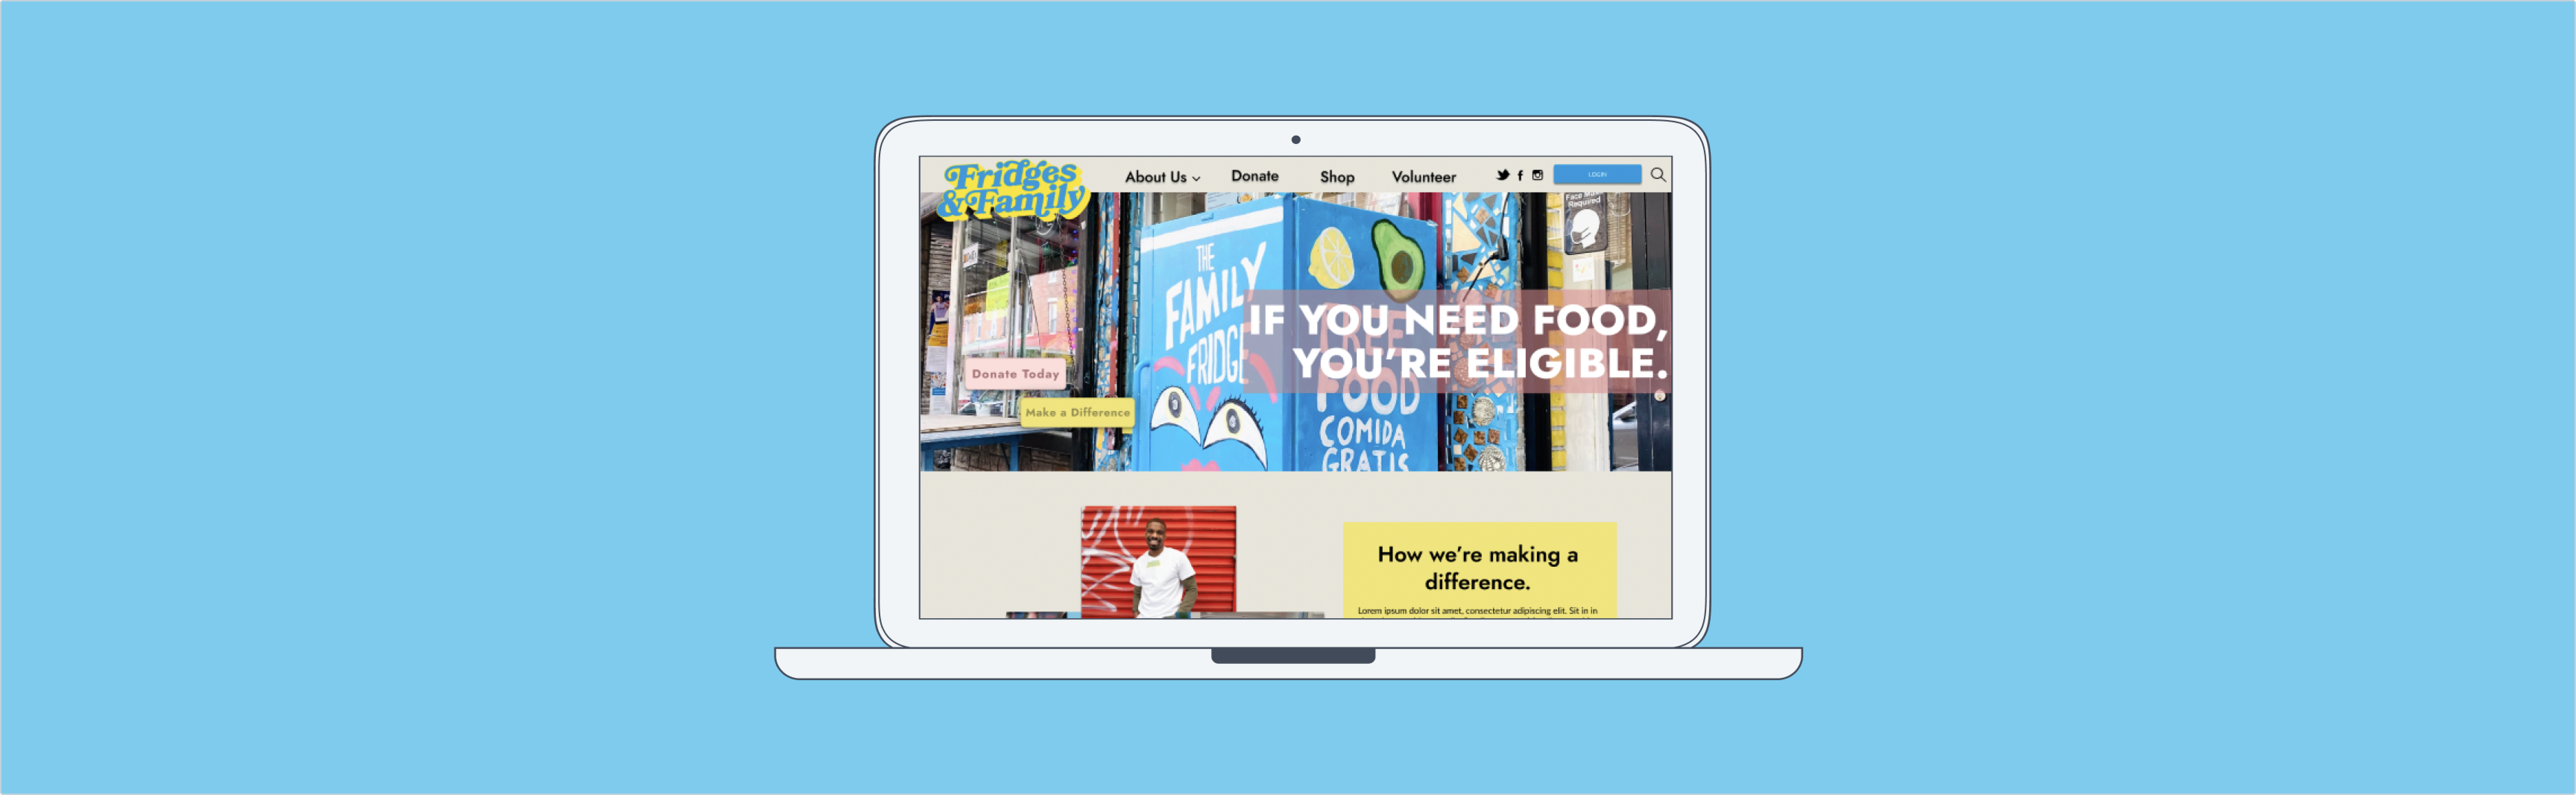 Fridges
&Family
About Us
Donate
Shop
Volunteer
LOGIN
Face
Required
THE
FAMILY
FRIDGE
IF YOU NEED FOOD,
YOU'RE ELIGIBLE.
FREE
FOOD
COMIDA
GRATIS
Donate Today
Make a Difference
How we're making a
difference.
Lorem ipsum dolor sit amet, consectetur adipiscing elit. Sit in in